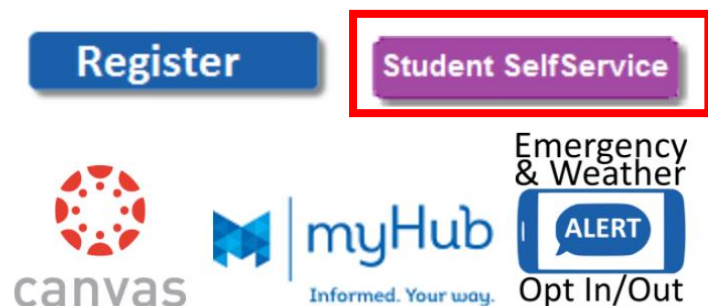 Register
Student SelfService
Emergency
& Weather
ALERT
Opt In/Out
canvas
myHub
Informed. Your way.